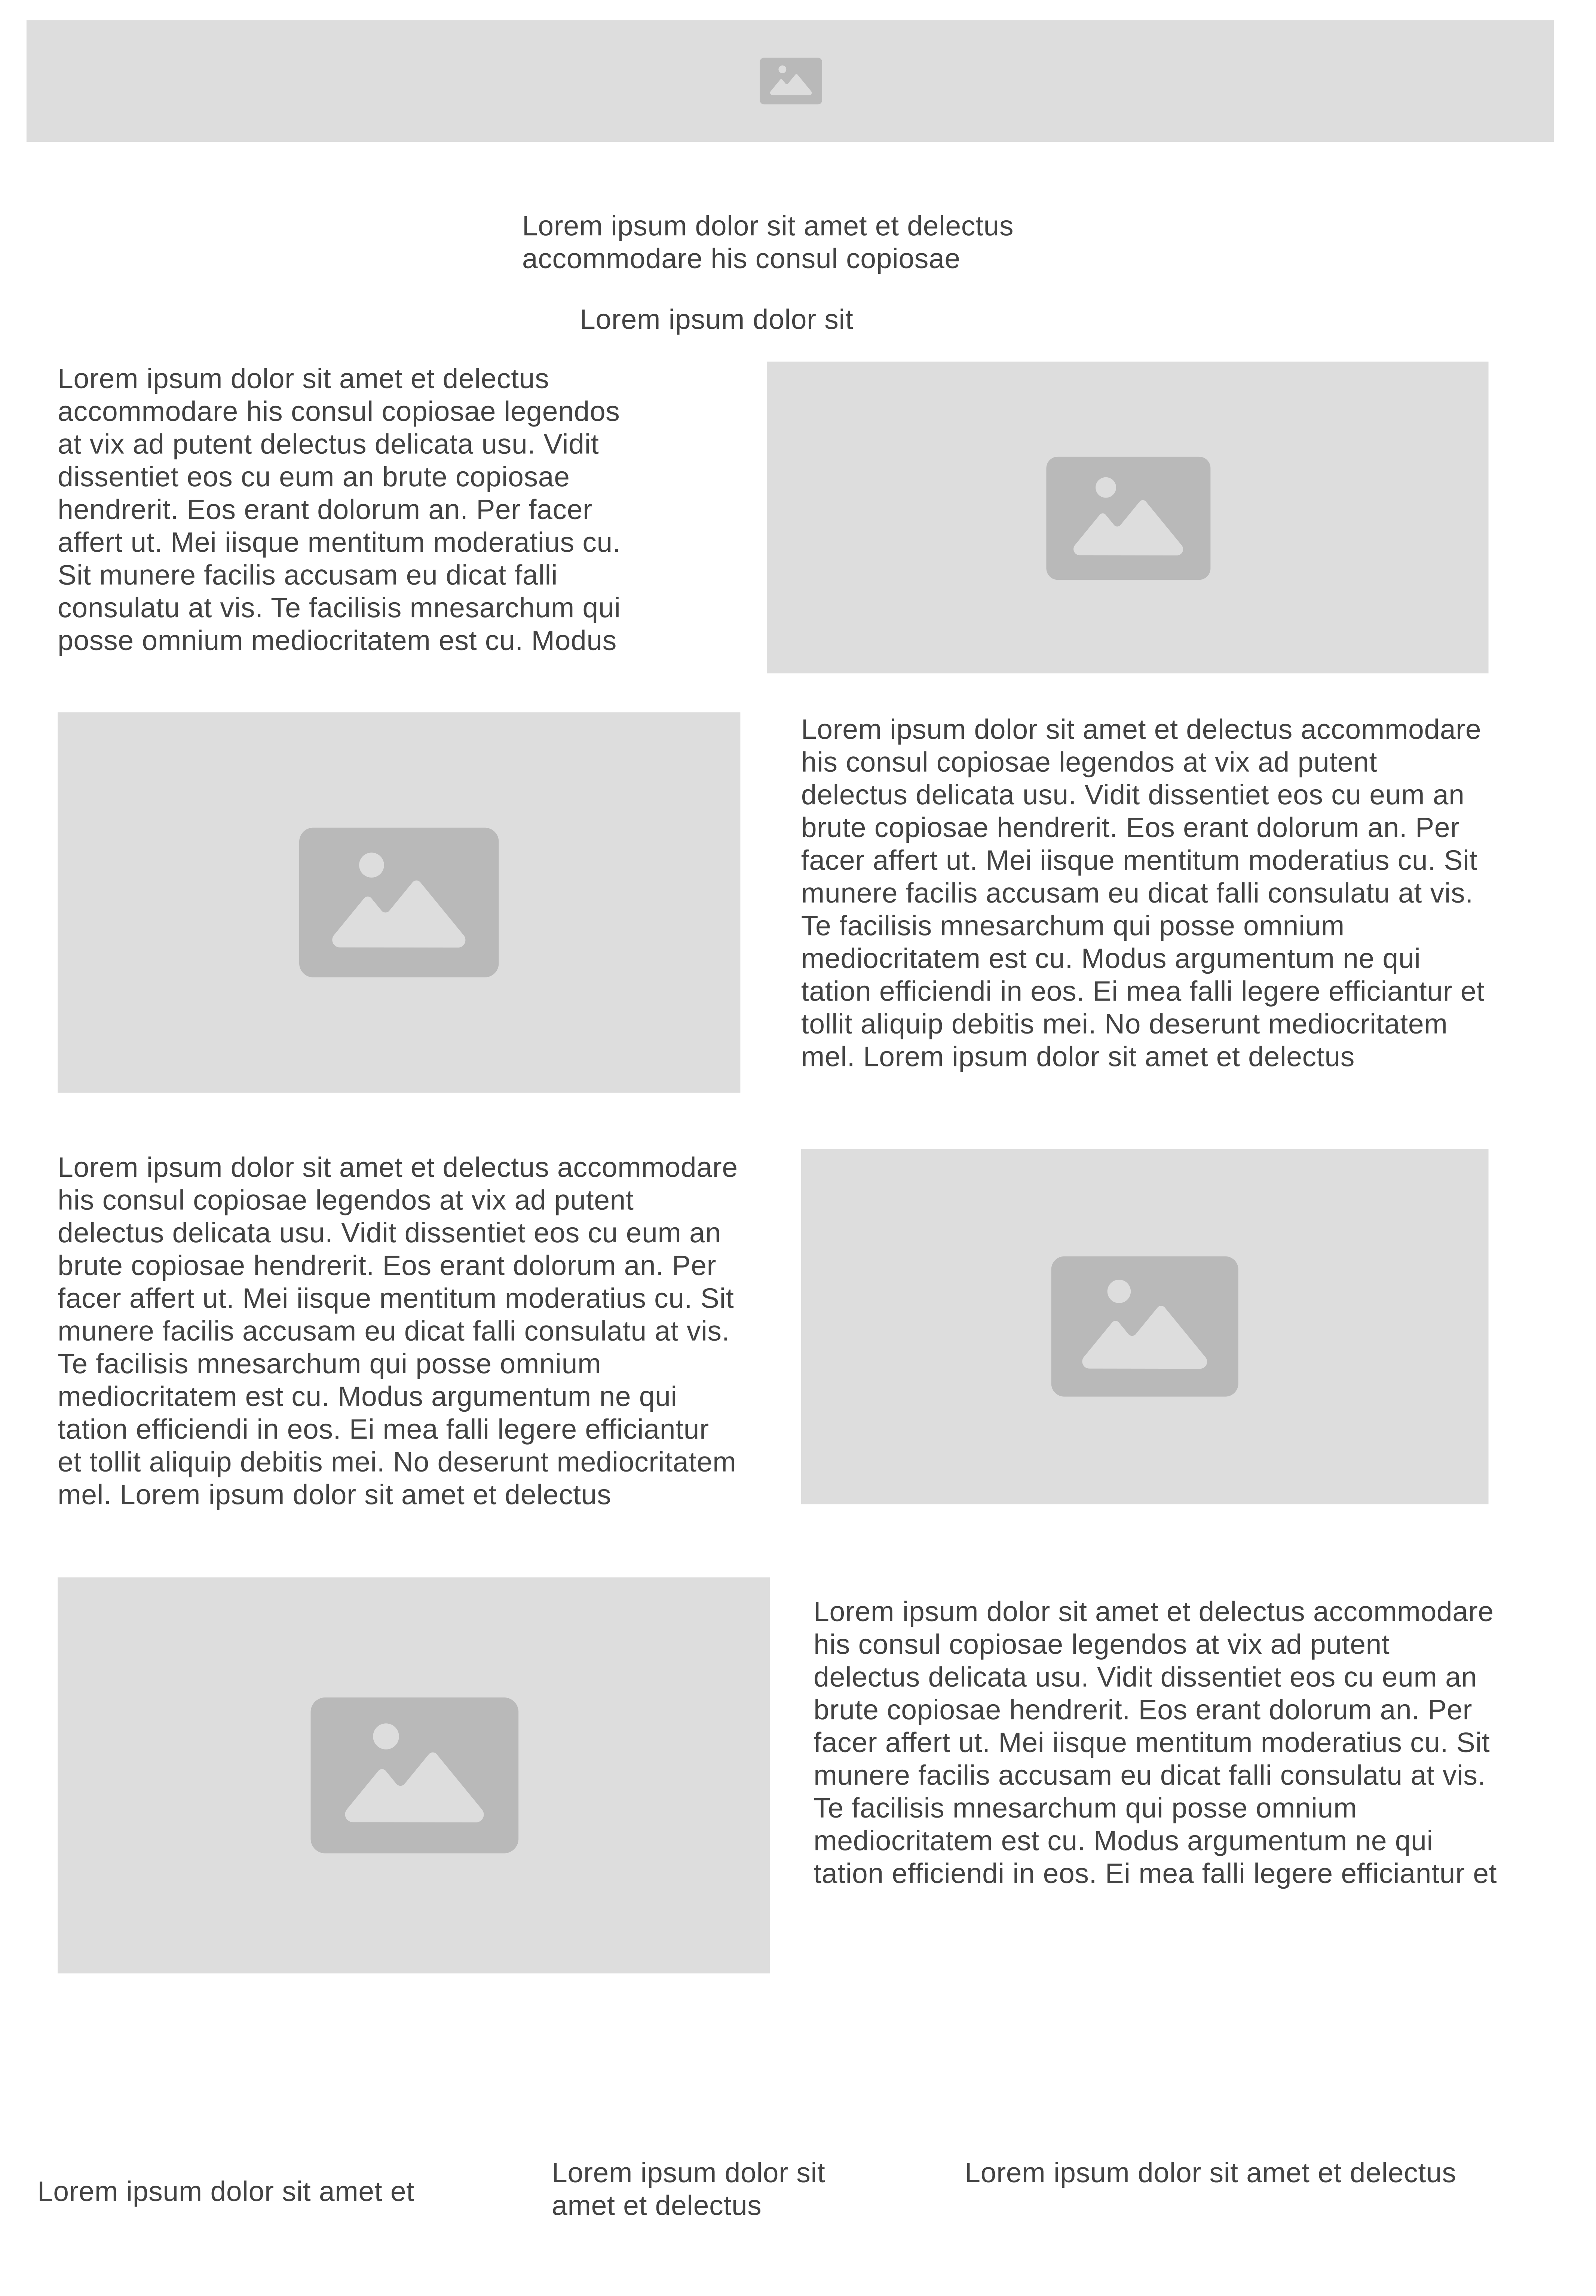 Lorem ipsum dolor sit amet et delectus
accommodare his consul copiosae
Lorem ipsum dolor sit
Lorem ipsum dolor sit amet et delectus
accommodare his consul copiosae legendos
at vix ad putent delectus delicata usu. Vidit
dissentiet eos cu eum an brute copiosae
hendrerit. Eos erant dolorum an. Per facer
affert ut. Mei iisque mentitum moderatius cu.
Sit munere facilis accusam eu dicat falli
consulatu at vis. Te facilisis mnesarchum qui
posse omnium mediocritatem est cu. Modus
Lorem ipsum dolor sit amet et delectus accommodare
his consul copiosae legendos at vix ad putent
delectus delicata usu. Vidit dissentiet eos cu eum an
brute copiosae hendrerit. Eos erant dolorum an. Per
facer affert ut. Mei iisque mentitum moderatius cu. Sit
munere facilis accusam eu dicat falli consulatu at vis.
Te facilisis mnesarchum qui posse omnium
mediocritatem est cu. Modus argumentum ne qui
tation efficiendi in eos. Ei mea falli legere efficiantur et
tollit aliquip debitis mei. No deserunt mediocritatem
mel. Lorem ipsum dolor sit amet et delectus
Lorem ipsum dolor sit amet et delectus accommodare
his consul copiosae legendos at vix ad putent
delectus delicata usu. Vidit dissentiet eos cu eum an
brute copiosae hendrerit. Eos erant dolorum an. Per
facer affert ut. Mei iisque mentitum moderatius cu. Sit
munere facilis accusam eu dicat falli consulatu at vis.
Te facilisis mnesarchum qui posse omnium
mediocritatem est cu. Modus argumentum ne qui
tation efficiendi in eos. Ei mea falli legere efficiantur
et tollit aliquip debitis mei. No deserunt mediocritatem
mel. Lorem ipsum dolor sit amet et delectus
Lorem ipsum dolor sit amet et delectus accommodare
his consul copiosae legendos at vix ad putent
delectus delicata usu. Vidit dissentiet eos cu eum an
brute copiosae hendrerit. Eos erant dolorum an. Per
facer affert ut. Mei iisque mentitum moderatius cu. Sit
munere facilis accusam eu dicat falli consulatu at vis.
Te facilisis mnesarchum qui posse omnium
mediocritatem est cu. Modus argumentum ne qui
tation efficiendi in eos. Ei mea falli legere efficiantur et
Lorem ipsum dolor sit amet et
Lorem ipsum dolor sit
amet et delectus
Lorem ipsum dolor sit amet et delectus